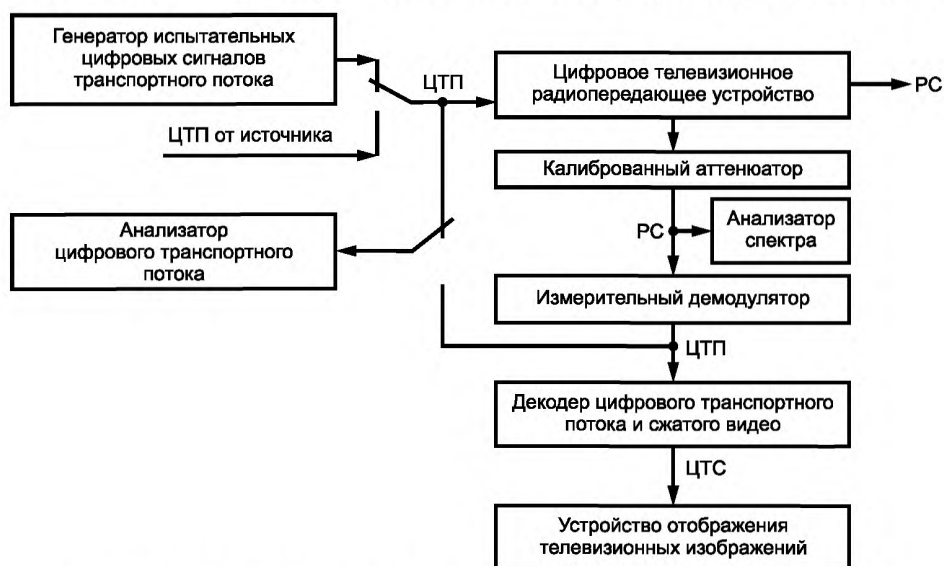 Генератор испытательных
цифровых сигналов
транспортного потока
ЦТП
Цифровое телевизионное
радиопередающее устройство
РС
ЦТП от источника
Калиброванный аттенюатор
Анализатор
цифрового транспортного
потока
РС
Анализатор
спектра
Измерительный демодулятор
ЦТП
Декодер цифрового транспортного
потока и сжатого видео
ЦТС
Устройство отображения
телевизионных изображений